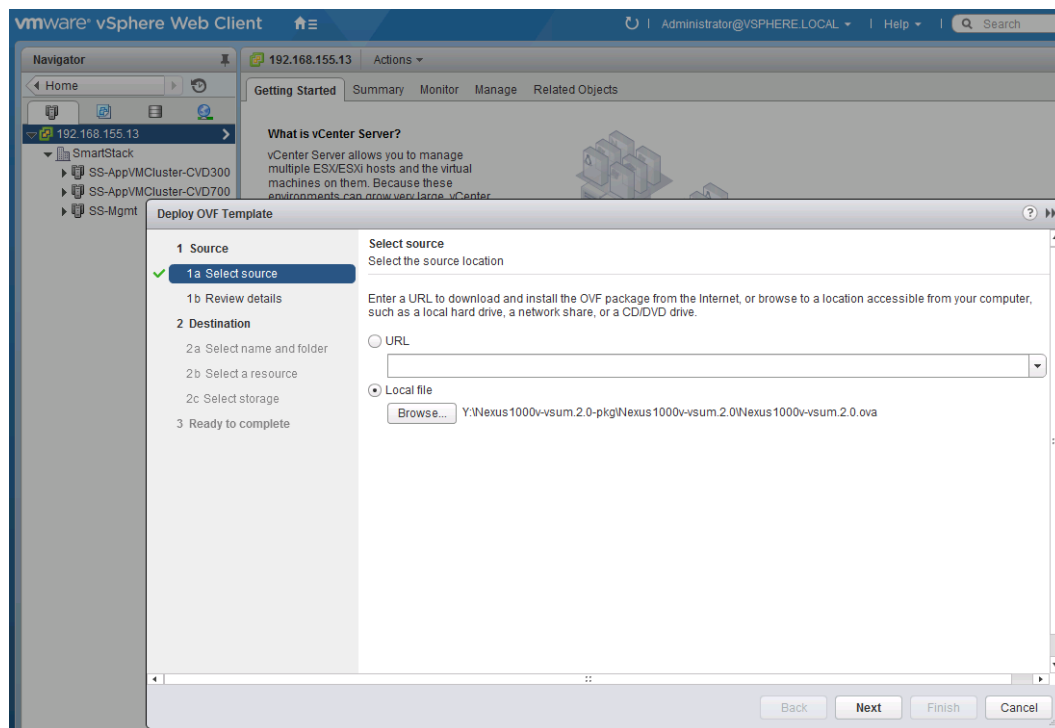 vmware® vSphere Web Client
Administrator@VSPHERE.LOCAL
Help
Search
Navigator
Home
192.168.155.13
SmartStack
SS-AppVMCluster-CVD300
SS-AppVMCluster-CVD700
SS-Mgmt
192.168.155.13 Actions
Getting Started Summary Monitor Manage Related Objects
What is vCenter Server?
vCenter Server allows you to manage
multiple ESX/ESXi hosts and the virtual
machines on them. Because these
environments can grow very large, vCenter
Deploy OVF Template
1 Source
1a Select source
1b Review details
2 Destination
2a Select name and folder
2b Select a resource
2c Select storage
3 Ready to complete
Select source
Select the source location
Enter a URL to download and install the OVF package from the Internet, or browse to a location accessible from your computer,
such as a local hard drive, a network share, or a CD/DVD drive.
URL
Local file
Browse... Y:\Nexus1000v-vsum.2.0-pkg\Nexus1000v-vsum.2.0\Nexus1000v-vsum.2.0.ova
Back Next Finish Cancel